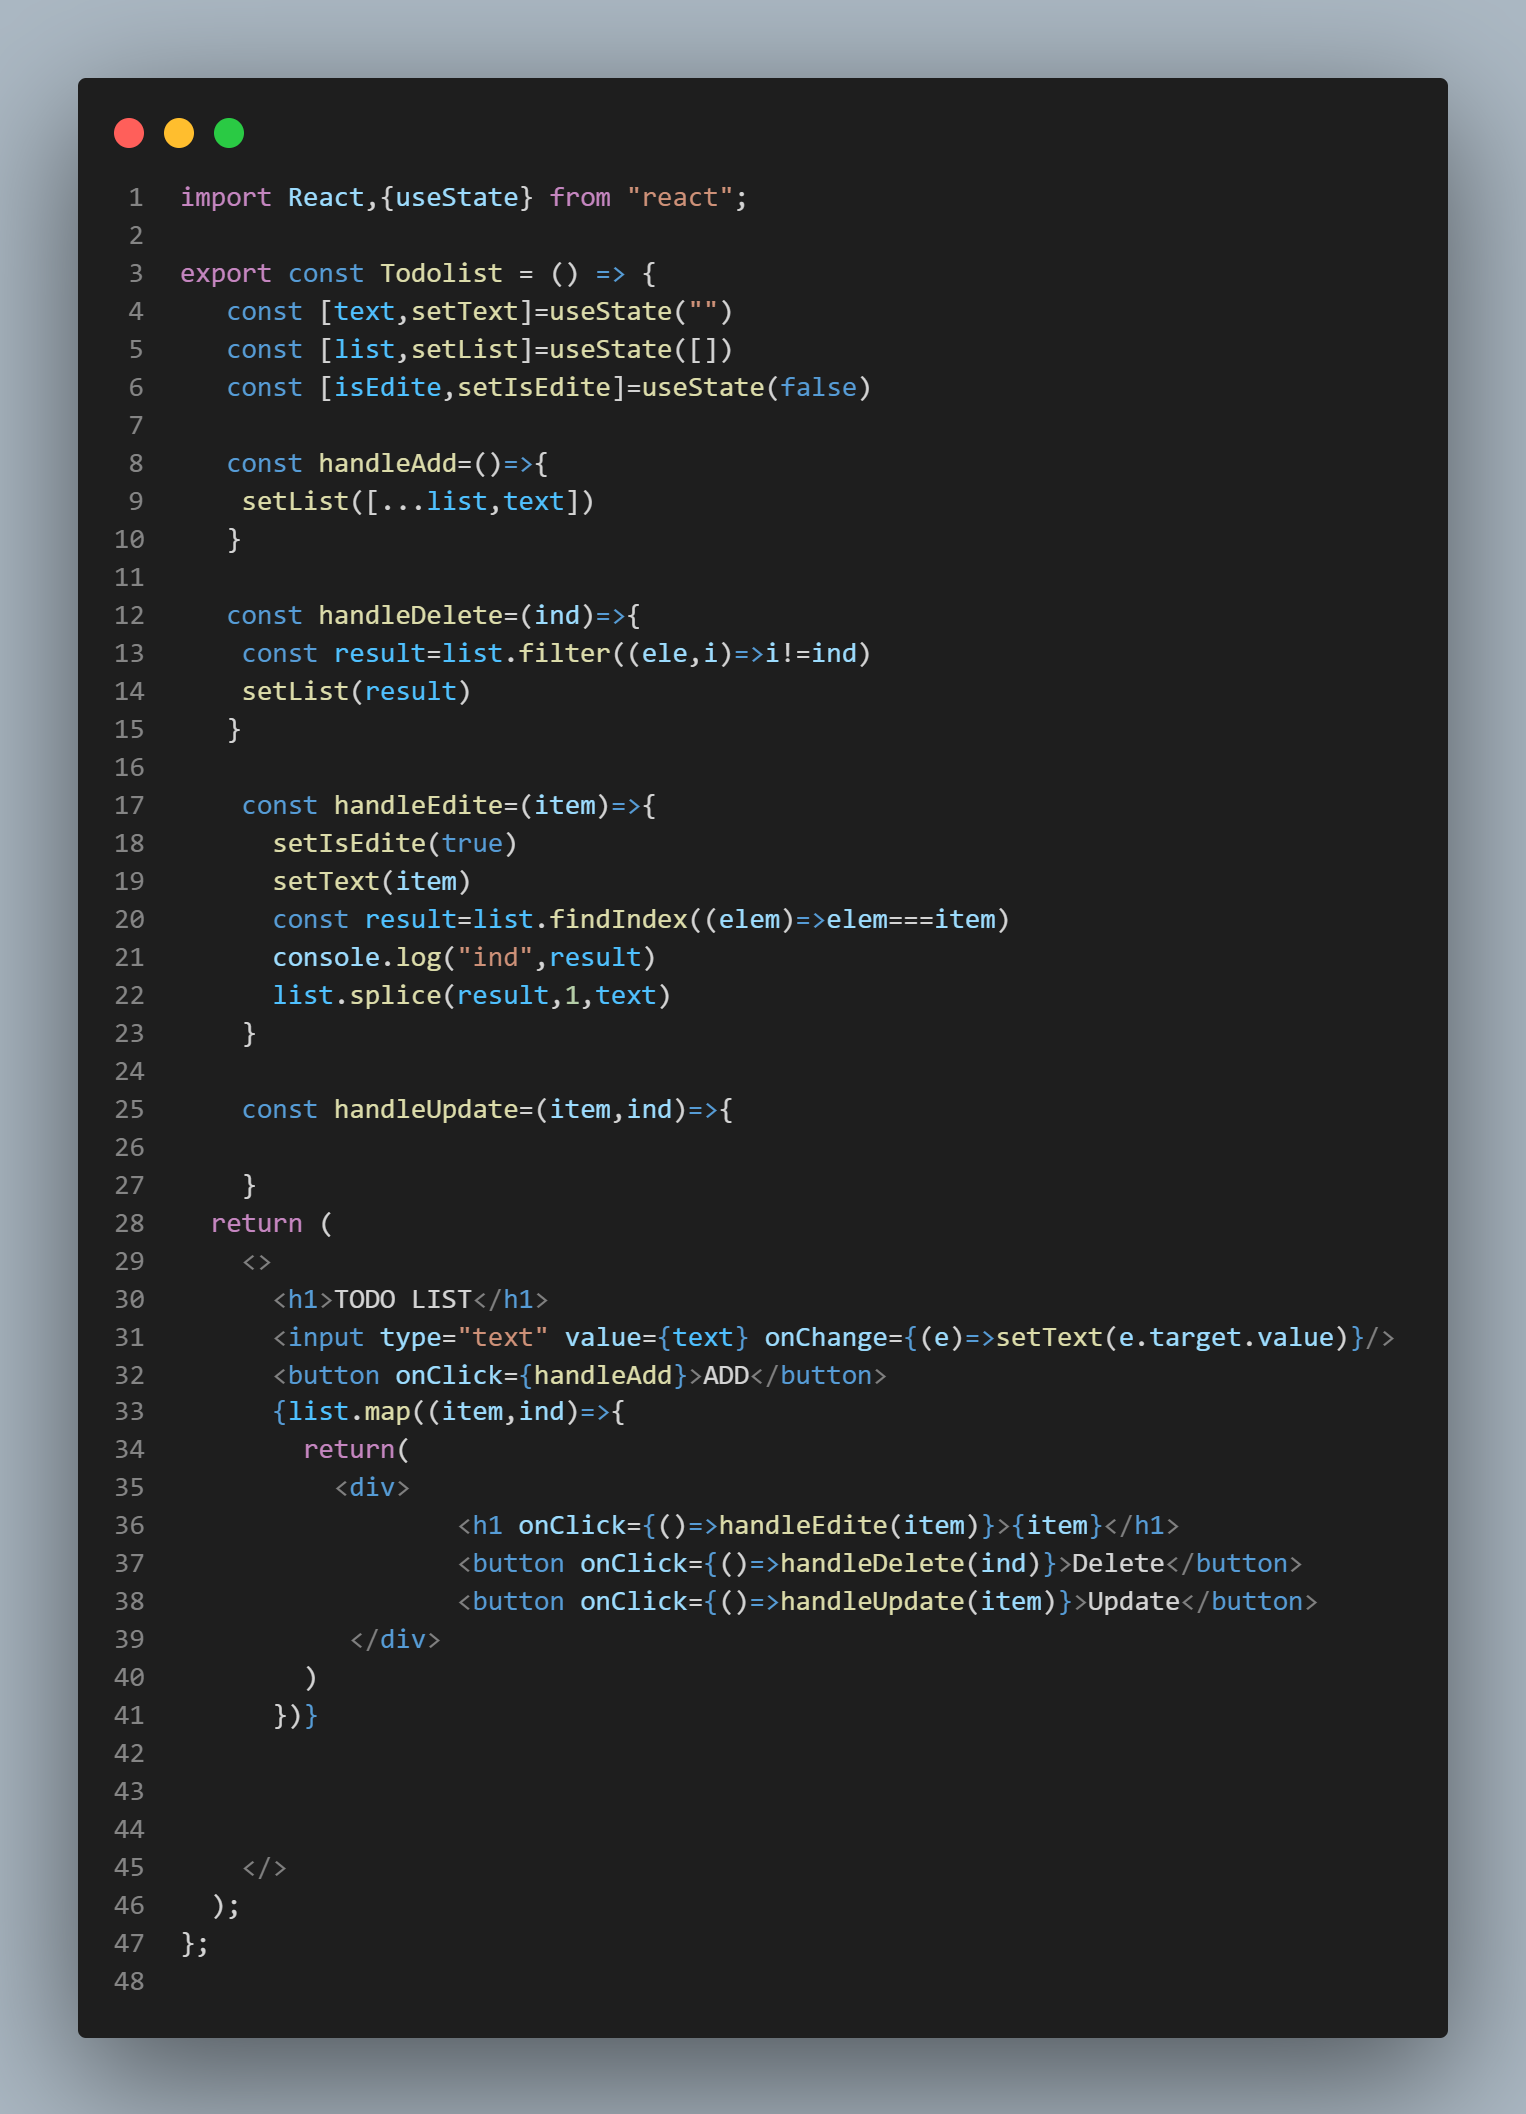 1 import React,{useState} from "react";
2
3 export const Todolist = () => {
4    const [text,setText]=useState("")
5    const [list,setList]=useState([])
6    const [isEdite,setIsEdite]=useState(false)
7
8    const handleAdd=()=>{
9     setList([...list,text])
10    }
11
12    const handleDelete=(ind)=>{
13     const result=list.filter((ele,i)=>i!=ind)
14     setList(result)
15    }
16
17     const handleEdite=(item)=>{
18       setIsEdite(true)
19       setText(item)
20       const result=list.findIndex((elem)=>elem===item)
21       console.log("ind",result)
22       list.splice(result,1,text)
23     }
24
25     const handleUpdate=(item,ind)=>{
26
27     }
28   return (
29     <>
30       <h1>TODO LIST</h1>
31       <input type="text" value={text} onChange={(e)=>setText(e.target.value)}/>
32       <button onClick={handleAdd}>ADD</button>
33       {list.map((item,ind)=>{
34         return(
35           <div>
36                   <h1 onClick={()=>handleEdite(item)}>{item}</h1>
37                   <button onClick={()=>handleDelete(ind)}>Delete</button>
38                   <button onClick={()=>handleUpdate(item)}>Update</button>
39            </div>
40         )
41       })}
42
43
44
45     </>
46   );
47 };
48